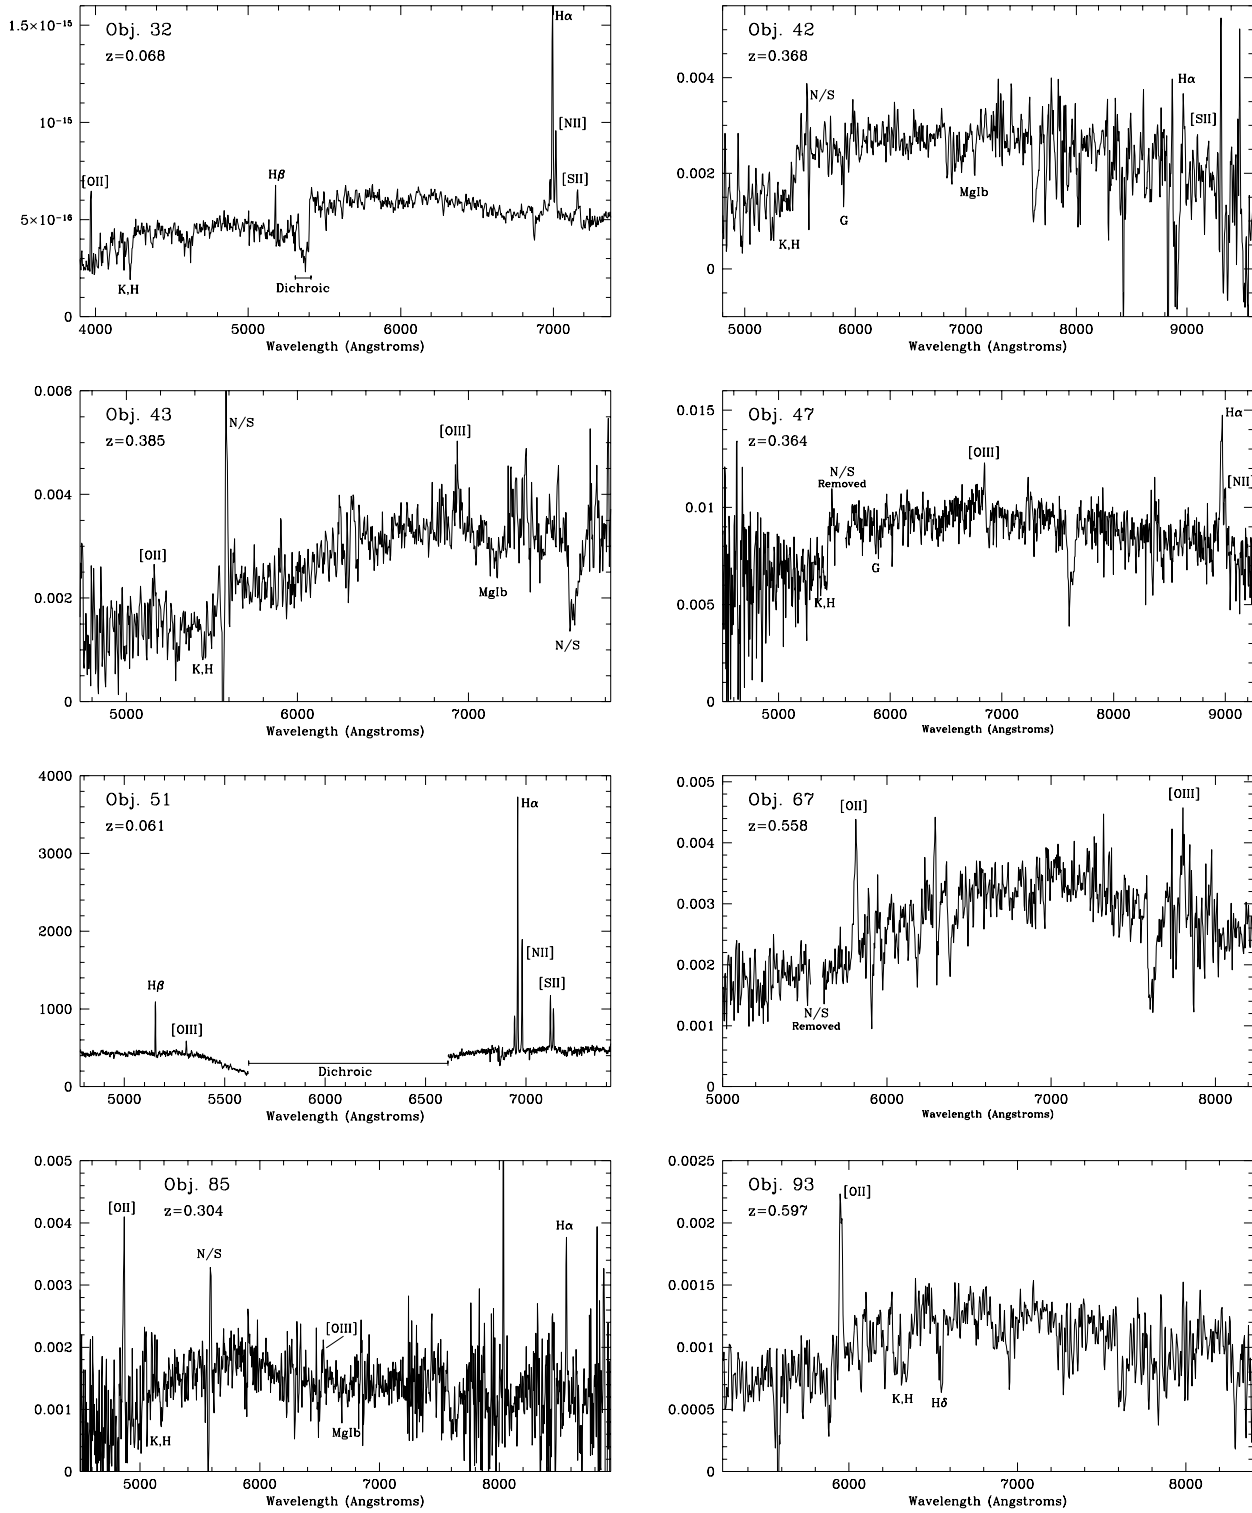 Obj. 32
z=0.068
1.5×10⁻¹⁵
10⁻¹⁵
5×10⁻¹⁶
0
[OII]
K,H
Hβ
Dichroic
Hα
[NII]
[SII]
4000 5000 6000 7000
Wavelength (Angstroms)
Obj. 42
z=0.368
0.004
0.002
0
N/S
K,H
G
MgIb
Hα
[SII]
5000 6000 7000 8000 9000
Wavelength (Angstroms)
Obj. 43
z=0.385
0.006
0.004
0.002
0
N/S
[OII]
K,H
[OIII]
MgIb
N/S
5000 6000 7000
Wavelength (Angstroms)
Obj. 47
z=0.364
0.015
0.01
0.005
0
N/S
Removed
K,H
G
[OIII]
Hα
[NII]
5000 6000 7000 8000 9000
Wavelength (Angstroms)
Obj. 51
z=0.061
4000
3000
2000
1000
0
Hβ
[OIII]
Dichroic
Hα
[NII]
[SII]
5000 5500 6000 6500 7000
Wavelength (Angstroms)
Obj. 67
z=0.558
0.005
0.004
0.003
0.002
0.001
0
[OII]
N/S
Removed
[OIII]
5000 6000 7000 8000
Wavelength (Angstroms)
Obj. 85
z=0.304
0.005
0.004
0.003
0.002
0.001
0
[OII]
K,H
N/S
[OIII]
MgIb
Hα
5000 6000 7000 8000
Wavelength (Angstroms)
Obj. 93
z=0.597
0.0025
0.002
0.0015
0.001
0.0005
0
[OII]
K,H
Hδ
6000 7000 8000
Wavelength (Angstroms)